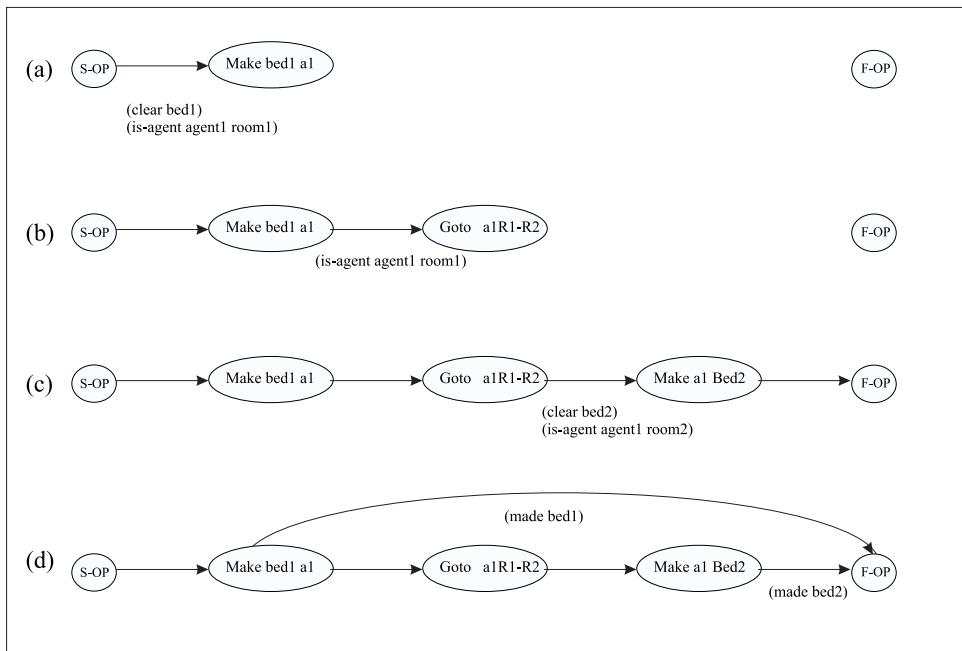 (a)
S-OP
Make bed1 a1
F-OP
(clear bed1)
(is-agent agent1 room1)
(b)
S-OP
Make bed1 a1
Goto a1R1-R2
F-OP
(is-agent agent1 room1)
(c)
S-OP
Make bed1 a1
Goto a1R1-R2
Make a1 Bed2
F-OP
(clear bed2)
(is-agent agent1 room2)
(made bed1)
(d)
S-OP
Make bed1 a1
Goto a1R1-R2
Make a1 Bed2
F-OP
(made bed2)